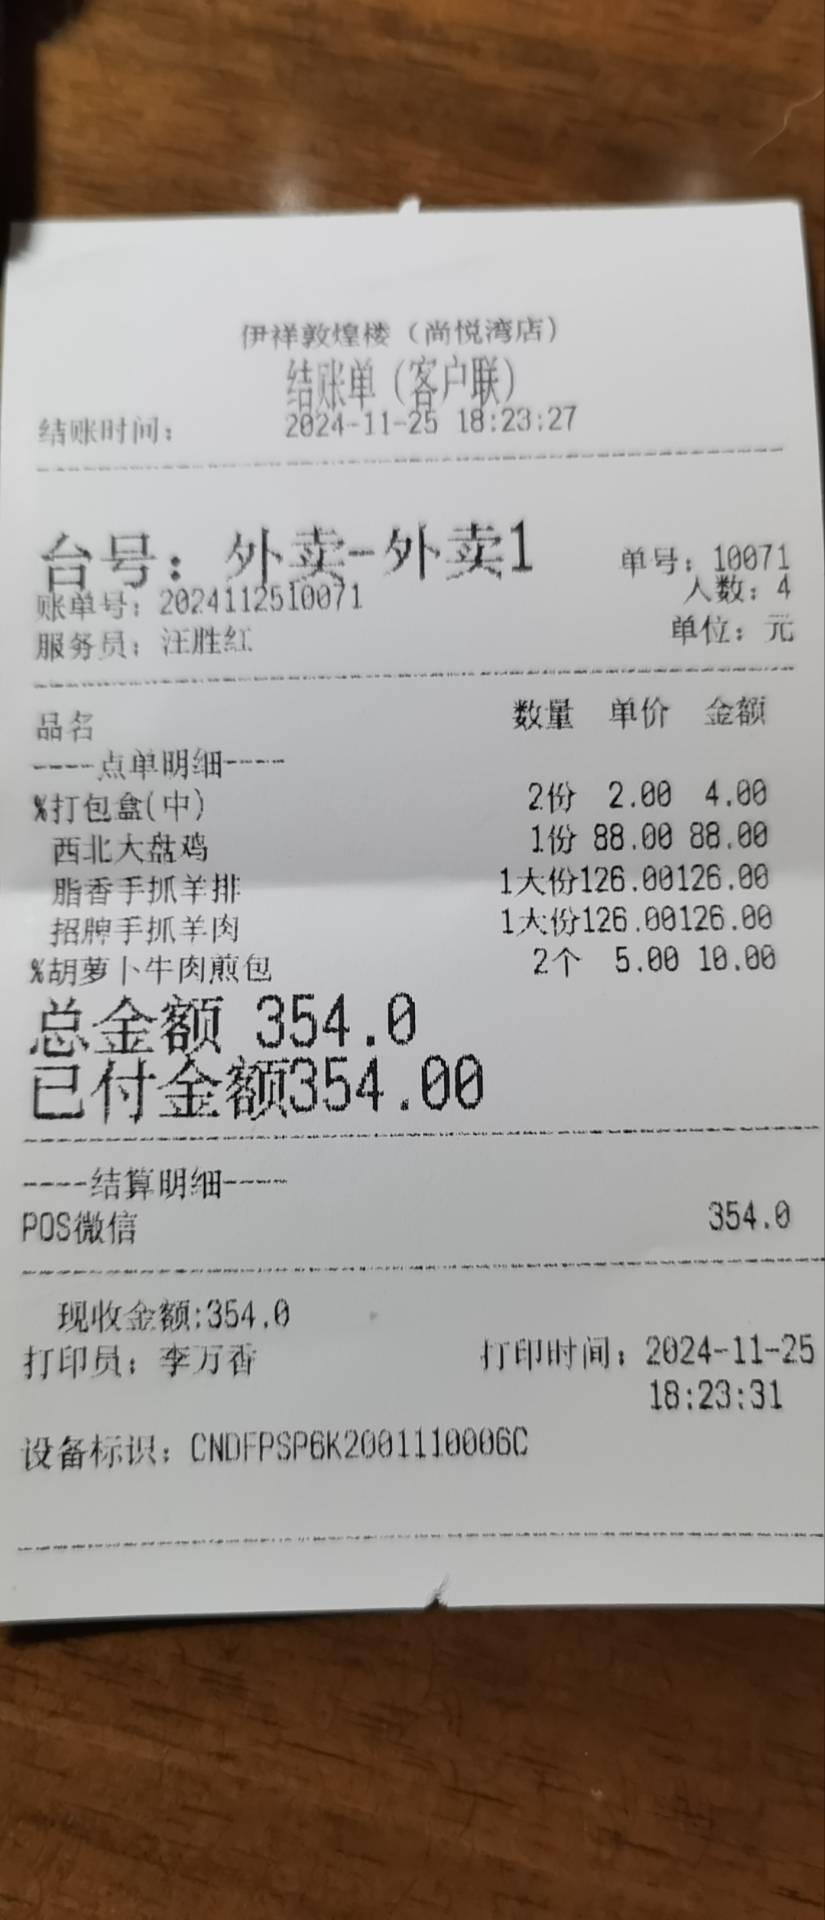 伊祥敦煌楼（尚悦湾店）
结账单（客户联）
结账时间： 2024-11-25 18:23:27
台号：外卖-外卖1 单号：10071
账单号：2024112510071 人数：4
服务员：汪胜红 单位：元
品名 数量 单价 金额
----点单明细----
%打包盒(中) 2份 2.00 4.00
西北大盘鸡 1份 88.00 88.00
脂香手抓羊排 1大份126.00126.00
招牌手抓羊肉 1大份126.00126.00
%胡萝卜牛肉煎包 2个 5.00 10.00
总金额 354.0
已付金额354.00
----结算明细----
POS微信 354.0
现收金额:354.0
打印员：李万香 打印时间：2024-11-25
18:23:31
设备标识：CNDFPSP6K2001110006C